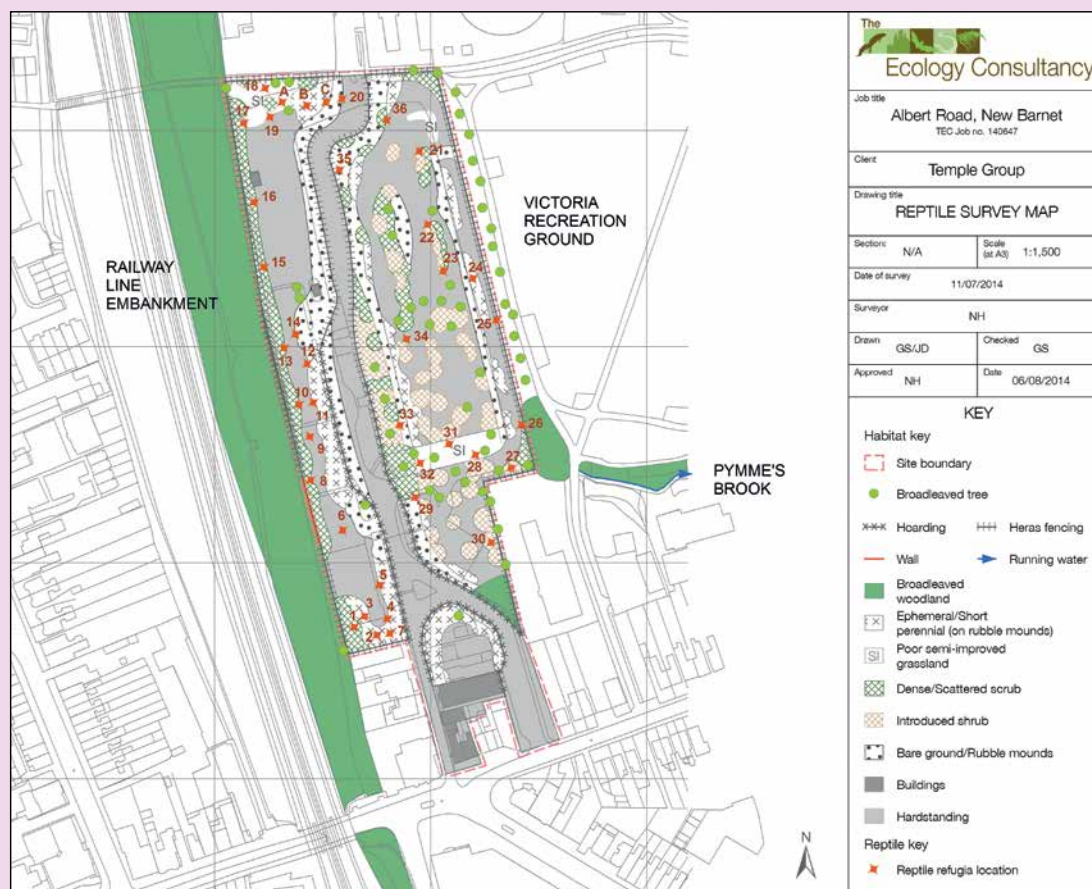 The
Ecology Consultancy
Job title
Albert Road, New Barnet
TEC Job no. 140647
Client
Temple Group
Drawing title
REPTILE SURVEY MAP
Section:
N/A
Scale
(at A3)
1:1,500
Date of survey
11/07/2014
Surveyor
NH
Drawn
GS/JD
Checked
GS
Approved
NH
Date
06/08/2014
KEY
Habitat key
Site boundary
Broadleaved tree
Hoarding
Heras fencing
Wall
Running water
Broadleaved
woodland
Ephemeral/Short
perennial (on rubble mounds)
SI
Poor semi-improved
grassland
Dense/Scattered scrub
Introduced shrub
Bare ground/Rubble mounds
Buildings
Hardstanding
Reptile key
Reptile refugia location
RAILWAY
LINE
EMBANKMENT
VICTORIA
RECREATION
GROUND
PYMME'S
BROOK
N
18
A
B
C
20
SI
17
19
36
SI
35
21
16
22
23
24
15
25
14
34
13
12
10
11
33
26
9
31
SI
28
27
32
8
29
6
30
5
3
1
4
2
7